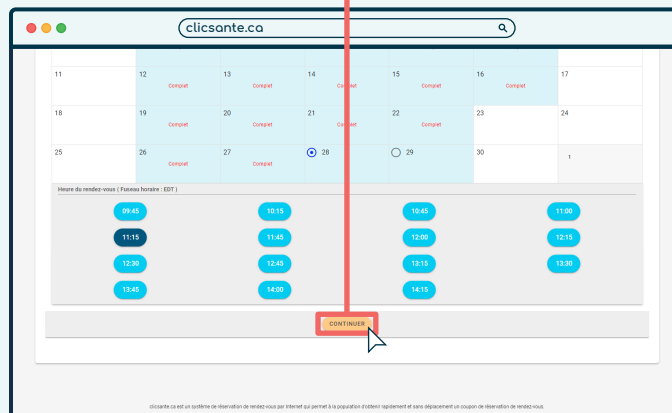 clicsante.ca
11 12 13 14 15 16 17
Complet Complet Complet Complet Complet
18 19 20 21 22 23 24
Complet Complet Complet Complet
25 26 27 28 29 30 1
Complet Complet
Heure du rendez-vous ( Fuseau horaire : EDT )
09:45 10:15 10:45 11:00
11:15 11:45 12:00 12:15
12:30 12:45 13:15 13:30
13:45 14:00 14:15
CONTINUER
clicsante.ca est un système de réservation de rendez-vous par Internet qui permet à la population d'obtenir rapidement et sans déplacement un coupon de réservation de rendez-vous.